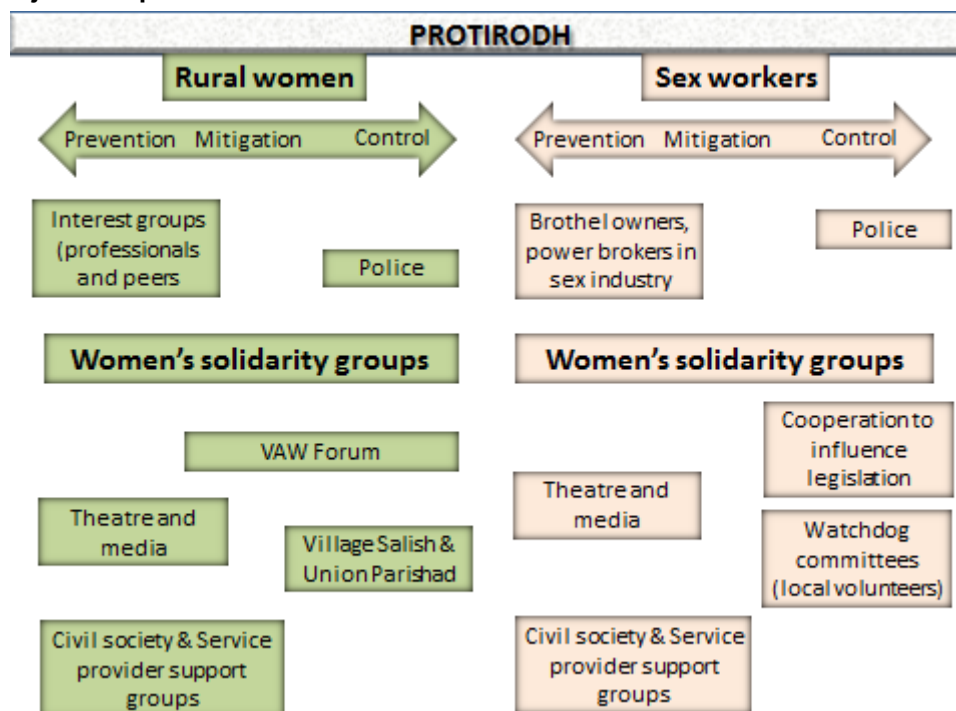 PROTIRODH
Rural women
Prevention Mitigation Control
Interest groups
(professionals
and peers
Police
Women's solidarity groups
VAW Forum
Theatre and
media
Village Salish &
Union Parishad
Civil society & Service
provider support
groups
Sex workers
Prevention Mitigation Control
Brothel owners,
power brokers in
sex industry
Police
Women's solidarity groups
Cooperation to
influence
legislation
Theatre and
media
Watchdog
committees
(local volunteers)
Civil society & Service
provider support
groups